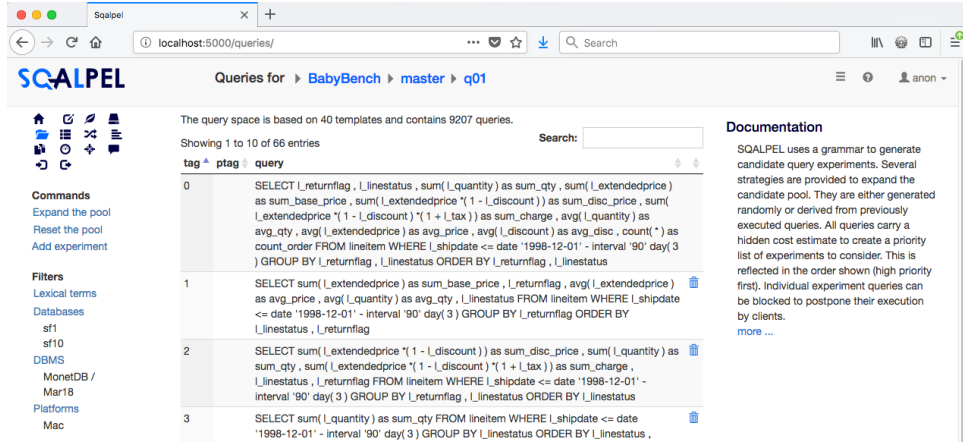 Sqalpel
localhost:5000/queries/
Search
SQALPEL
Queries for BabyBench master q01
anon
The query space is based on 40 templates and contains 9207 queries.
Showing 1 to 10 of 66 entries
Search:
tag ptag query
0
SELECT l_returnflag , l_linestatus , sum( l_quantity ) as sum_qty , sum( l_extendedprice )
as sum_base_price , sum( l_extendedprice *( 1 - l_discount ) ) as sum_disc_price , sum(
l_extendedprice *( 1 - l_discount ) *( 1 + l_tax ) ) as sum_charge , avg( l_quantity ) as
avg_qty , avg( l_extendedprice ) as avg_price , avg( l_discount ) as avg_disc , count( * ) as
count_order FROM lineitem WHERE l_shipdate <= date '1998-12-01' - interval '90' day( 3
) GROUP BY l_returnflag , l_linestatus ORDER BY l_returnflag , l_linestatus
1
SELECT sum( l_extendedprice ) as sum_base_price , l_returnflag , avg( l_extendedprice )
as avg_price , avg( l_quantity ) as avg_qty , l_linestatus FROM lineitem WHERE l_shipdate
<= date '1998-12-01' - interval '90' day( 3 ) GROUP BY l_returnflag ORDER BY
l_linestatus , l_returnflag
2
SELECT sum( l_extendedprice *( 1 - l_discount ) ) as sum_disc_price , sum( l_quantity ) as
sum_qty , sum( l_extendedprice *( 1 - l_discount ) *( 1 + l_tax ) ) as sum_charge ,
l_linestatus , l_returnflag FROM lineitem WHERE l_shipdate <= date '1998-12-01' -
interval '90' day( 3 ) GROUP BY l_returnflag , l_linestatus ORDER BY l_linestatus
3
SELECT sum( l_quantity ) as sum_qty FROM lineitem WHERE l_shipdate <= date
'1998-12-01' - interval '90' day( 3 ) GROUP BY l_linestatus ORDER BY l_linestatus ,
Commands
Expand the pool
Reset the pool
Add experiment
Filters
Lexical terms
Databases
sf1
sf10
DBMS
MonetDB /
Mar18
Platforms
Mac
Documentation
SQALPEL uses a grammar to generate
candidate query experiments. Several
strategies are provided to expand the
candidate pool. They are either generated
randomly or derived from previously
executed queries. All queries carry a
hidden cost estimate to create a priority
list of experiments to consider. This is
reflected in the order shown (high priority
first). Individual experiment queries can
be blocked to postpone their execution
by clients.
more ...